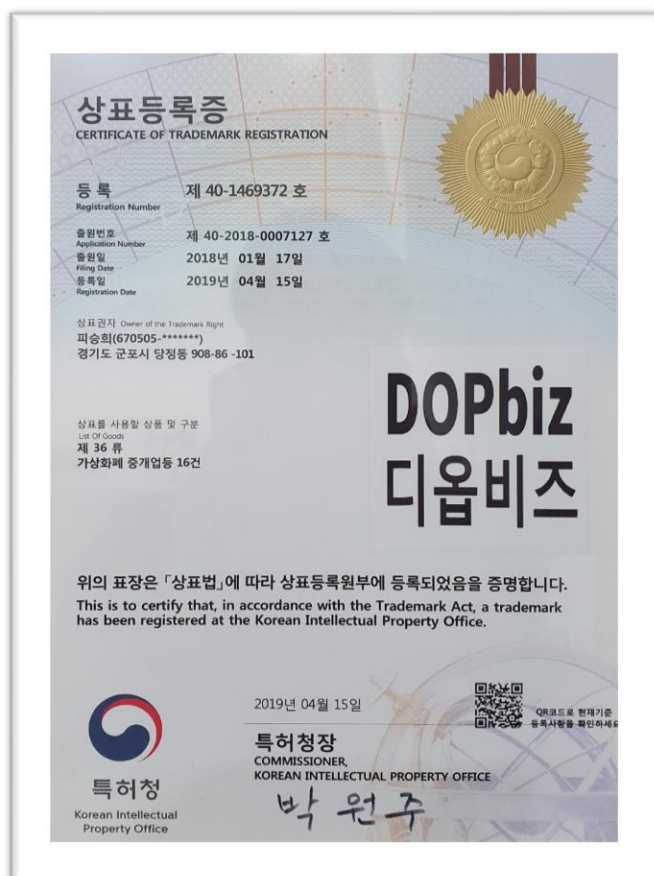 상표등록증
CERTIFICATE OF TRADEMARK REGISTRATION
등록 제 40-1469372 호
Registration Number
출원번호 제 40-2018-0007127 호
Application Number
출원일 2018년 01월 17일
Filing Date
등록일 2019년 04월 15일
Registration Date
상표권자 Owner of the Trademark Right
피승희(670505-*******)
경기도 군포시 당정동 908-86 -101
상표를 사용할 상품 및 구분
List Of Goods
제 36 류
가상화폐 중개업등 16건
DOPbiz
디옵비즈
위의 표장은 「상표법」에 따라 상표등록원부에 등록되었음을 증명합니다.
This is to certify that, in accordance with the Trademark Act, a trademark
has been registered at the Korean Intellectual Property Office.
2019년 04월 15일
QR코드로 현재기준
등록사항을 확인하세요
특허청장
COMMISSIONER,
KOREAN INTELLECTUAL PROPERTY OFFICE
박원주
특허청
Korean Intellectual
Property Office